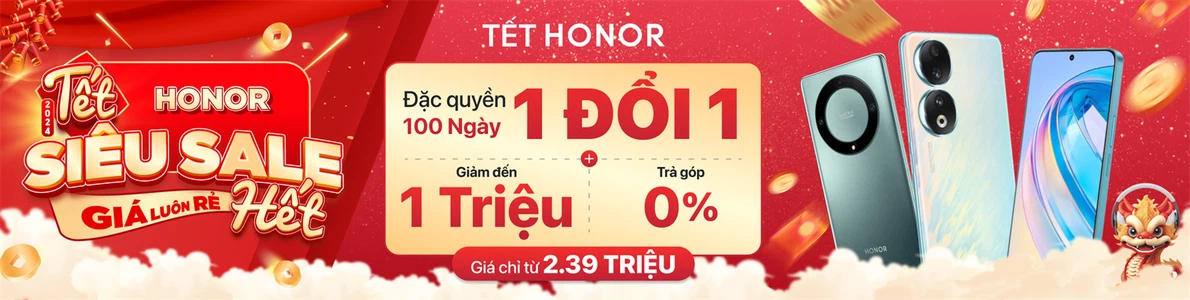 Tết
2024
HONOR
SIÊU SALE
GIÁ LUÔN RẺ
Hết
TẾT HONOR
Đặc quyền
100 Ngày
1 ĐỔI 1
+
Giảm đến
1 Triệu
Trả góp
0%
Giá chỉ từ 2.39 TRIỆU
HONOR